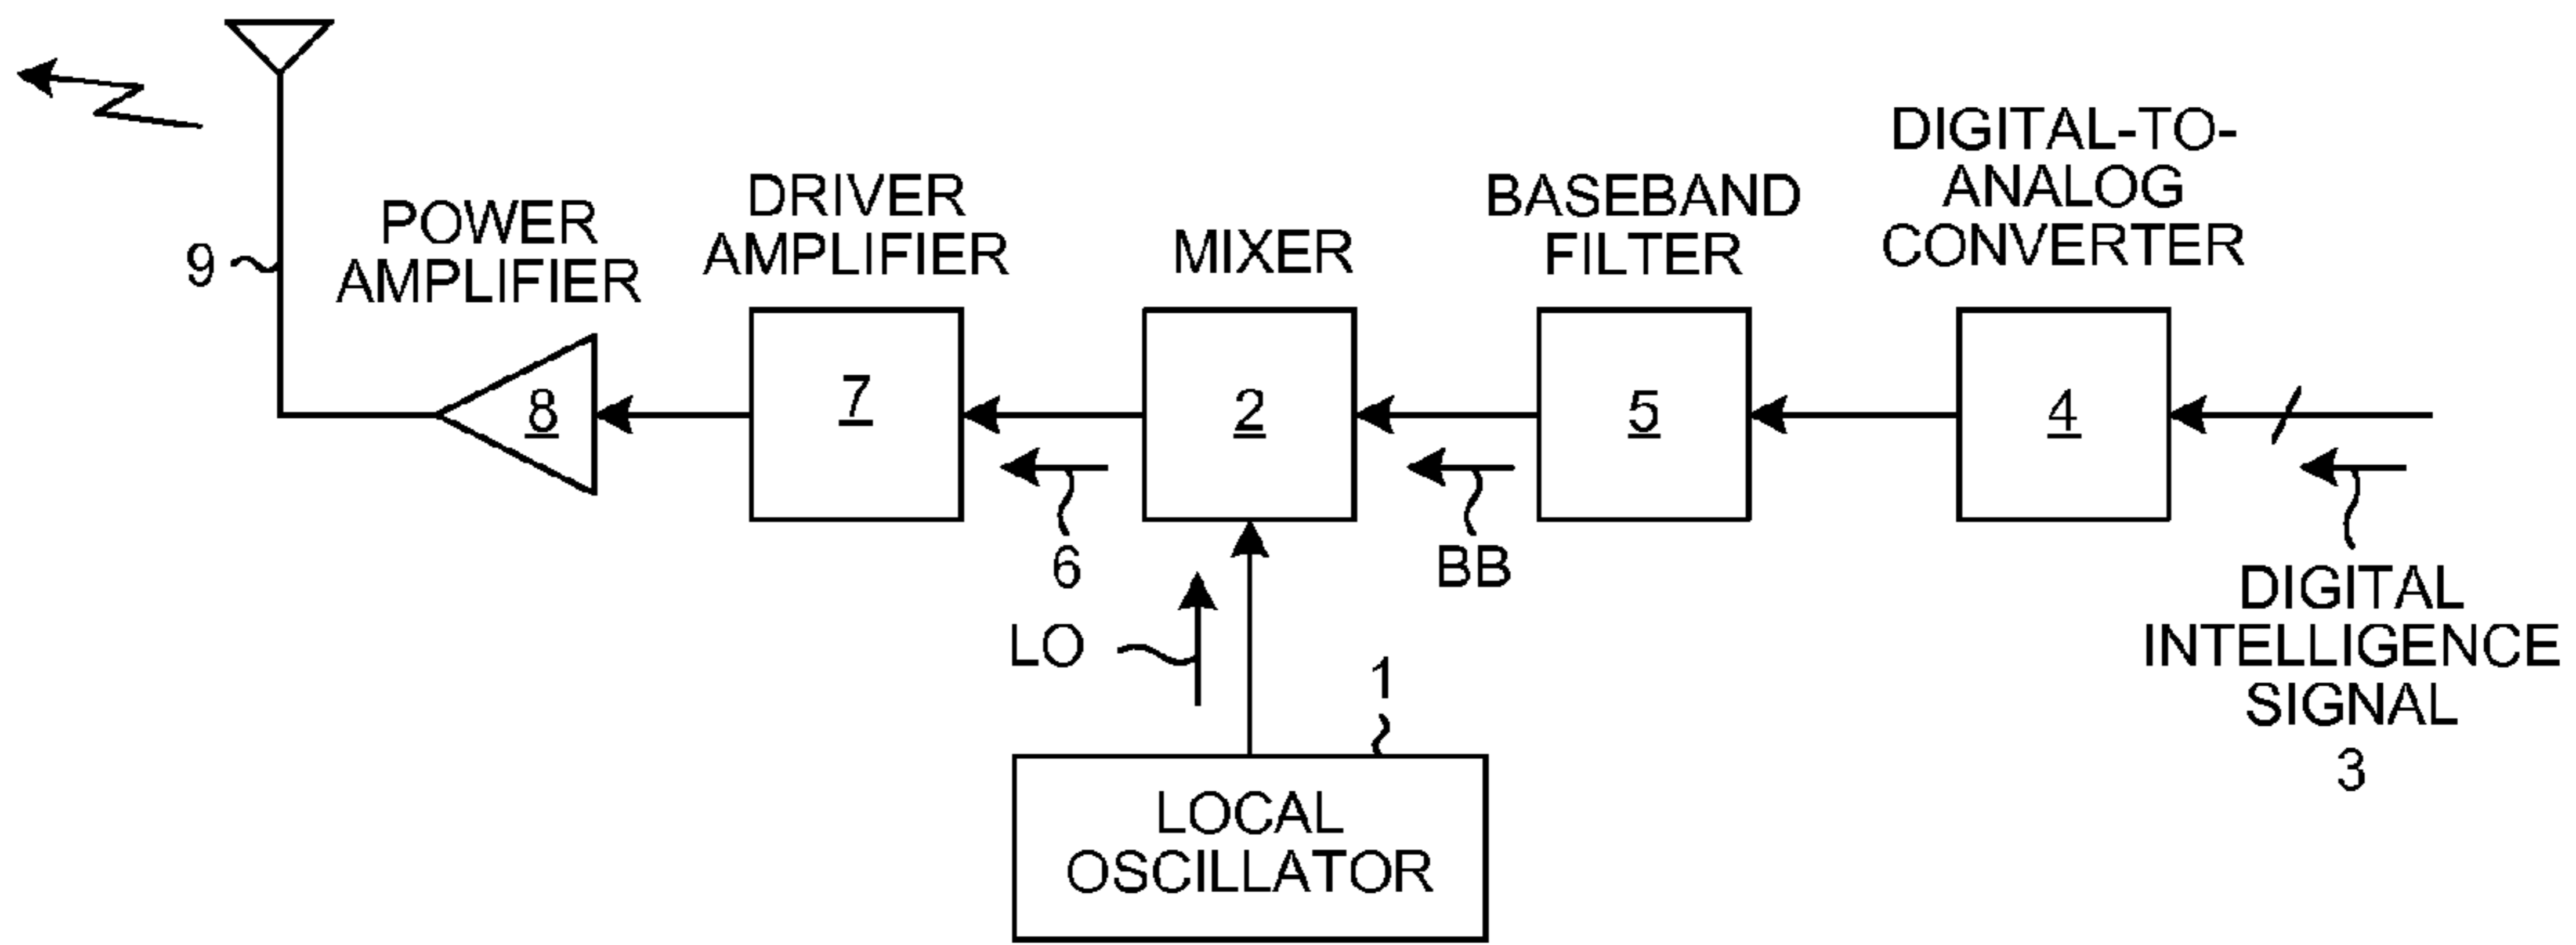 DIGITAL-TO-
ANALOG
CONVERTER
BASEBAND
FILTER
MIXER
DRIVER
AMPLIFIER
POWER
AMPLIFIER
9
8
7
2
5
4
6
BB
LO
DIGITAL
INTELLIGENCE
SIGNAL
3
1
LOCAL
OSCILLATOR